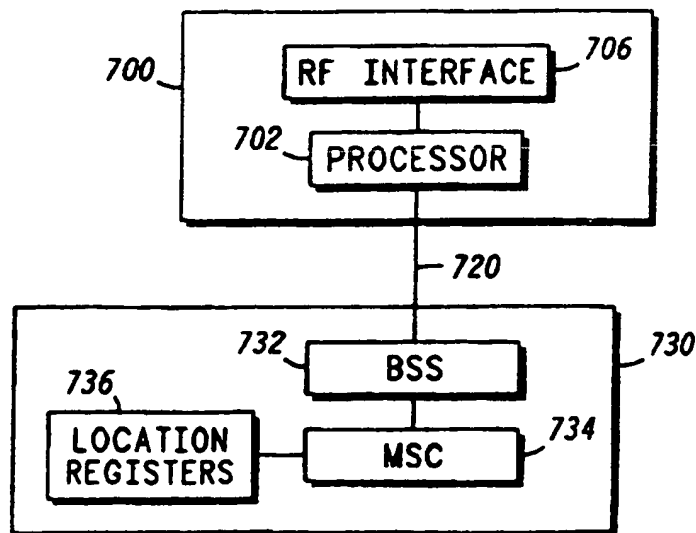 700
RF INTERFACE
706
702
PROCESSOR
720
732
BSS
730
736
LOCATION
REGISTERS
MSC
734